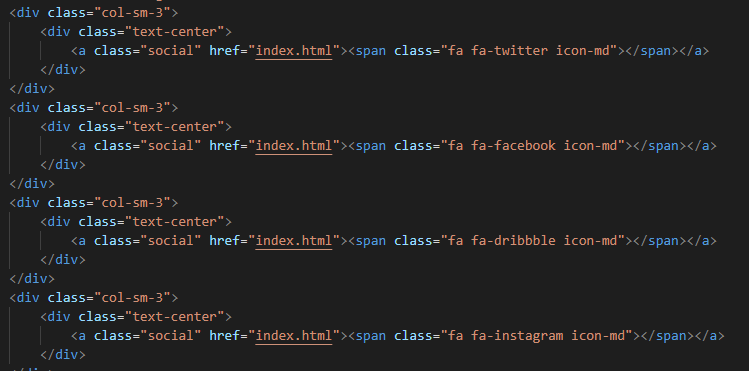 <div class="col-sm-3">
<div class="text-center">
<a class="social" href="index.html"><span class="fa fa-twitter icon-md"></span></a>
</div>
</div>
<div class="col-sm-3">
<div class="text-center">
<a class="social" href="index.html"><span class="fa fa-facebook icon-md"></span></a>
</div>
</div>
<div class="col-sm-3">
<div class="text-center">
<a class="social" href="index.html"><span class="fa fa-dribbble icon-md"></span></a>
</div>
</div>
<div class="col-sm-3">
<div class="text-center">
<a class="social" href="index.html"><span class="fa fa-instagram icon-md"></span></a>
</div>